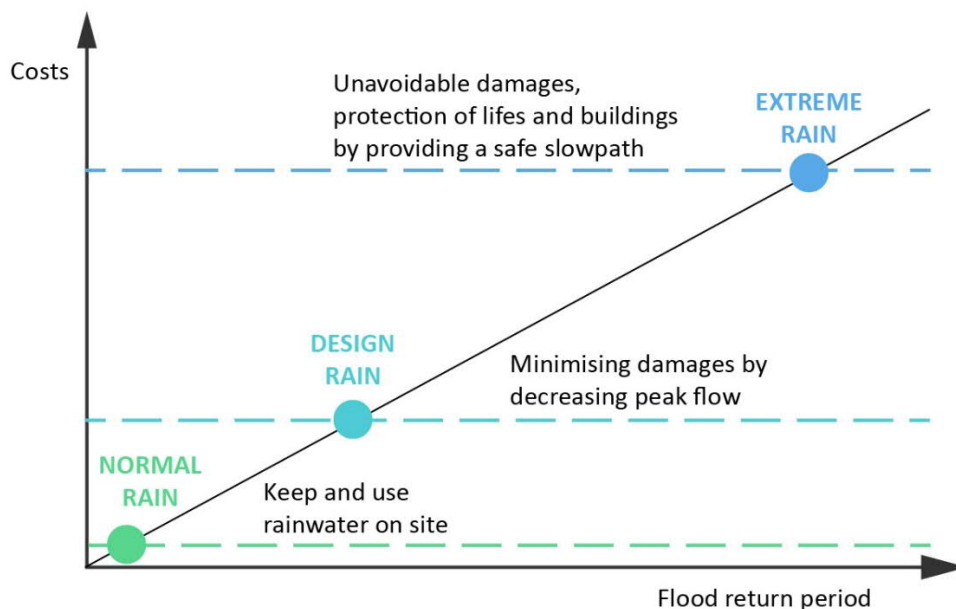 Costs
Unavoidable damages,
protection of lifes and buildings
by providing a safe slowpath
EXTREME
RAIN
DESIGN
RAIN
Minimising damages by
decreasing peak flow
NORMAL
RAIN
Keep and use
rainwater on site
Flood return period